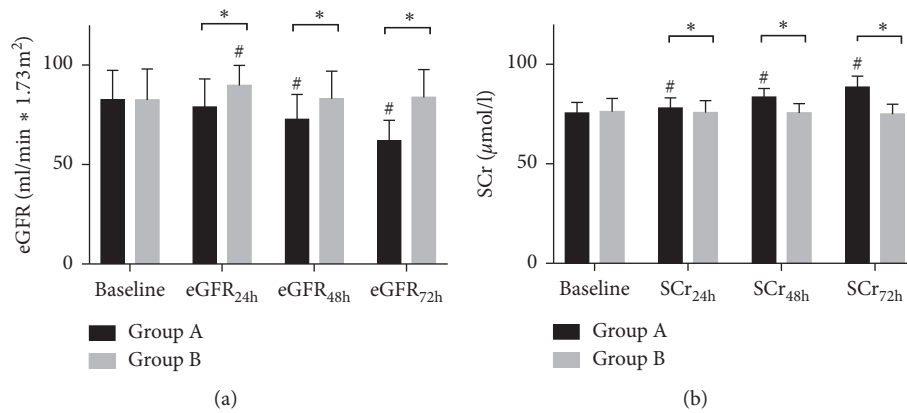 * * *
#
# #
100
50
0
eGFR (ml/min * 1.73 m²)
Baseline eGFR24h eGFR48h eGFR72h
Group A
Group B
(a)
* * *
# # #
100
50
0
SCr (µmol/l)
Baseline SCr24h SCr48h SCr72h
Group A
Group B
(b)